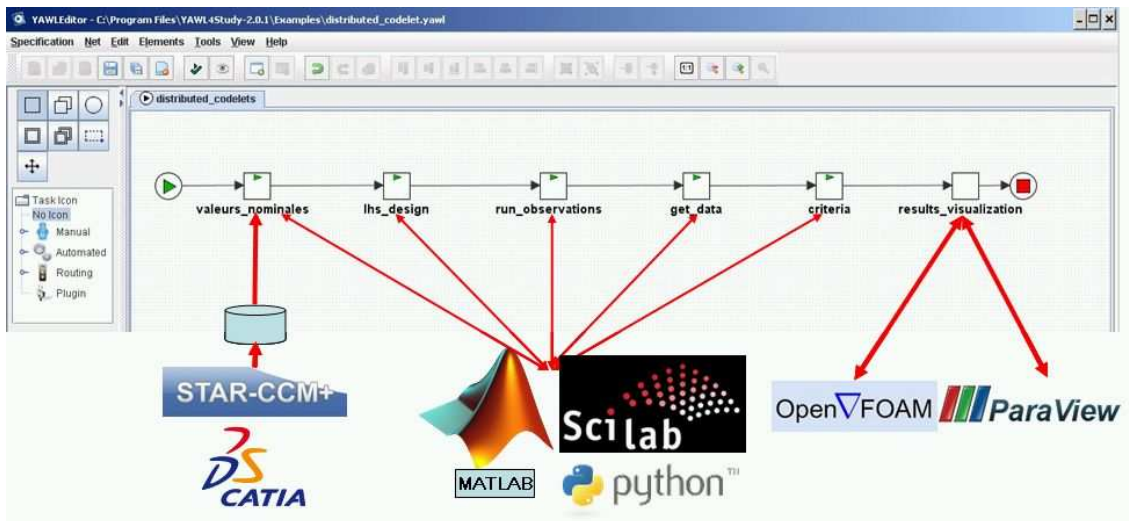 YAWLEditor - C:\Program Files\YAWL4Study-2.0.1\Examples\distributed_codelet.yawl
Specification Net Edit Elements Tools View Help
distributed_codelets
Task Icon
No Icon
Manual
Automated
Routing
Plugin
valeurs_nominales lhs_design run_observations get_data criteria results_visualization
STAR-CCM+
CATIA
MATLAB
Scilab
python™
OpenFOAM
ParaView